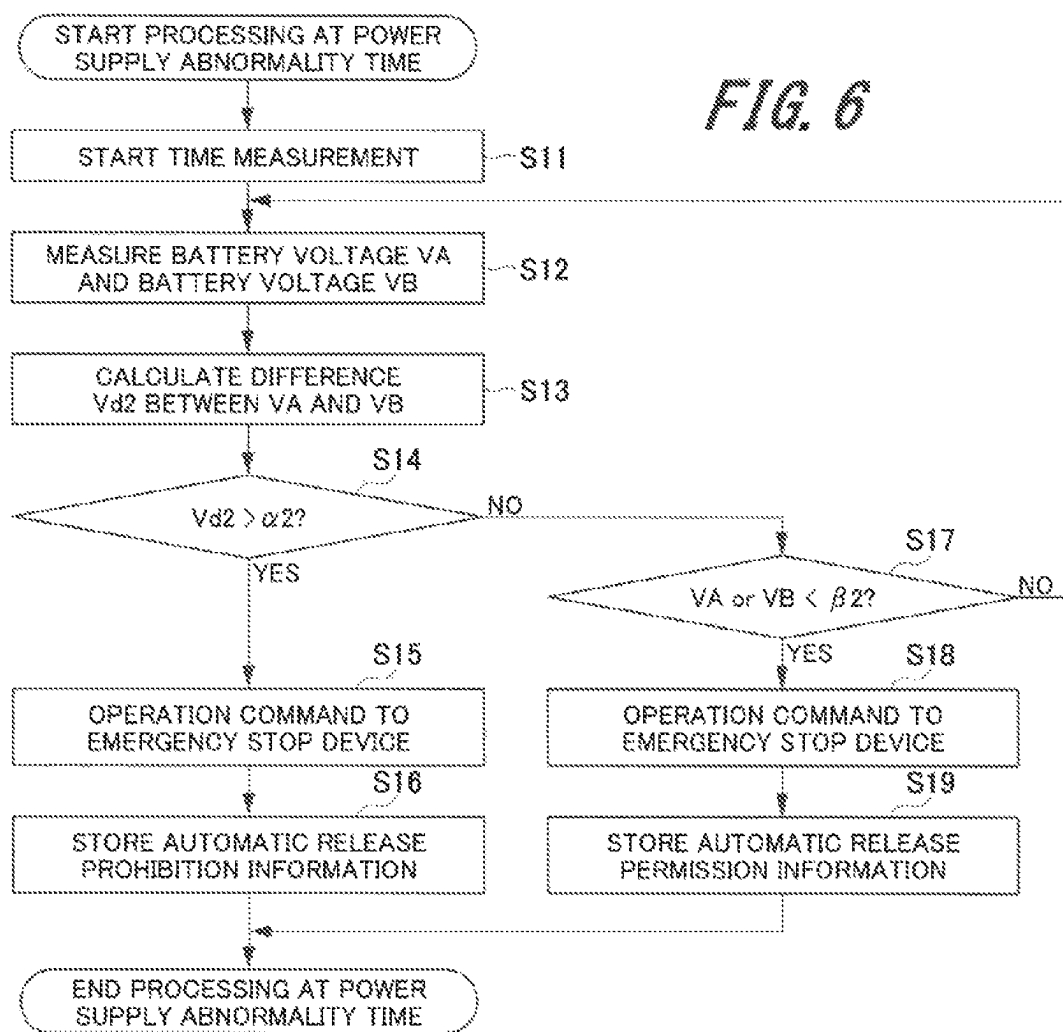 START PROCESSING AT POWER
SUPPLY ABNORMALITY TIME
FIG. 6
START TIME MEASUREMENT
S11
MEASURE BATTERY VOLTAGE VA
AND BATTERY VOLTAGE VB
S12
CALCULATE DIFFERENCE
Vd2 BETWEEN VA AND VB
S13
S14
Vd2 > α2?
NO
YES
S17
VA or VB < β2?
NO
YES
S15
OPERATION COMMAND TO
EMERGENCY STOP DEVICE
S18
OPERATION COMMAND TO
EMERGENCY STOP DEVICE
S16
STORE AUTOMATIC RELEASE
PROHIBITION INFORMATION
S19
STORE AUTOMATIC RELEASE
PERMISSION INFORMATION
END PROCESSING AT POWER
SUPPLY ABNORMALITY TIME